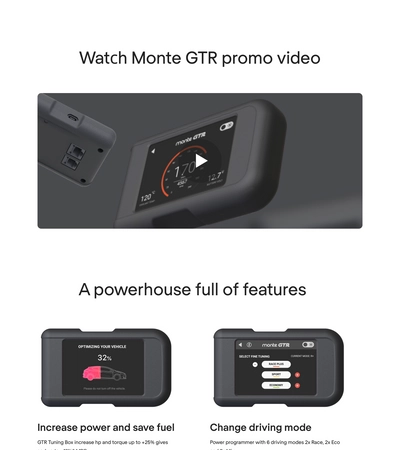 Watch Monte GTR promo video
monte GTR
170
120
12.7
A powerhouse full of features
OPTIMIZING YOUR VEHICLE
32%
monte GTR
SELECT FINE TUNING
RACE PLUS
SPORT
ECONOMY
Increase power and save fuel
Change driving mode
GTR Tuning Box increase hp and torque up to +25% gives
Power programmer with 6 driving modes 2x Race, 2x Eco